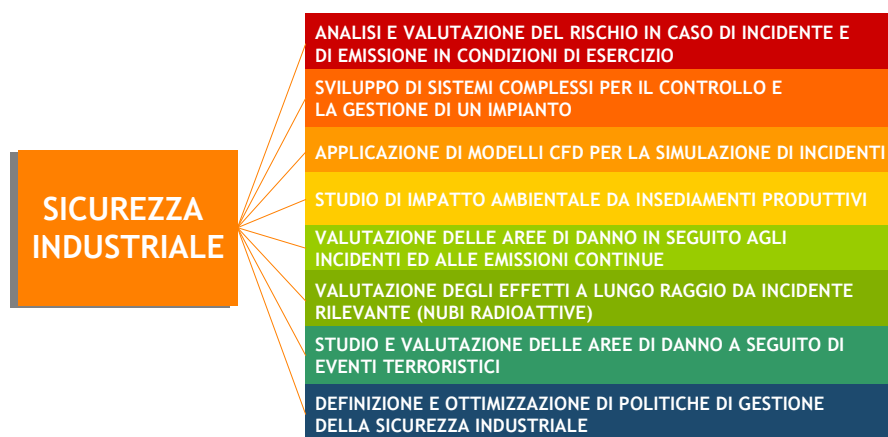 SICUREZZA
INDUSTRIALE
ANALISI E VALUTAZIONE DEL RISCHIO IN CASO DI INCIDENTE E
DI EMISSIONE IN CONDIZIONI DI ESERCIZIO
SVILUPPO DI SISTEMI COMPLESSI PER IL CONTROLLO E
LA GESTIONE DI UN IMPIANTO
APPLICAZIONE DI MODELLI CFD PER LA SIMULAZIONE DI INCIDENTI
STUDIO DI IMPATTO AMBIENTALE DA INSEDIAMENTI PRODUTTIVI
VALUTAZIONE DELLE AREE DI DANNO IN SEGUITO AGLI
INCIDENTI ED ALLE EMISSIONI CONTINUE
VALUTAZIONE DEGLI EFFETTI A LUNGO RAGGIO DA INCIDENTE
RILEVANTE (NUBI RADIOATTIVE)
STUDIO E VALUTAZIONE DELLE AREE DI DANNO A SEGUITO DI
EVENTI TERRORISTICI
DEFINIZIONE E OTTIMIZZAZIONE DI POLITICHE DI GESTIONE
DELLA SICUREZZA INDUSTRIALE